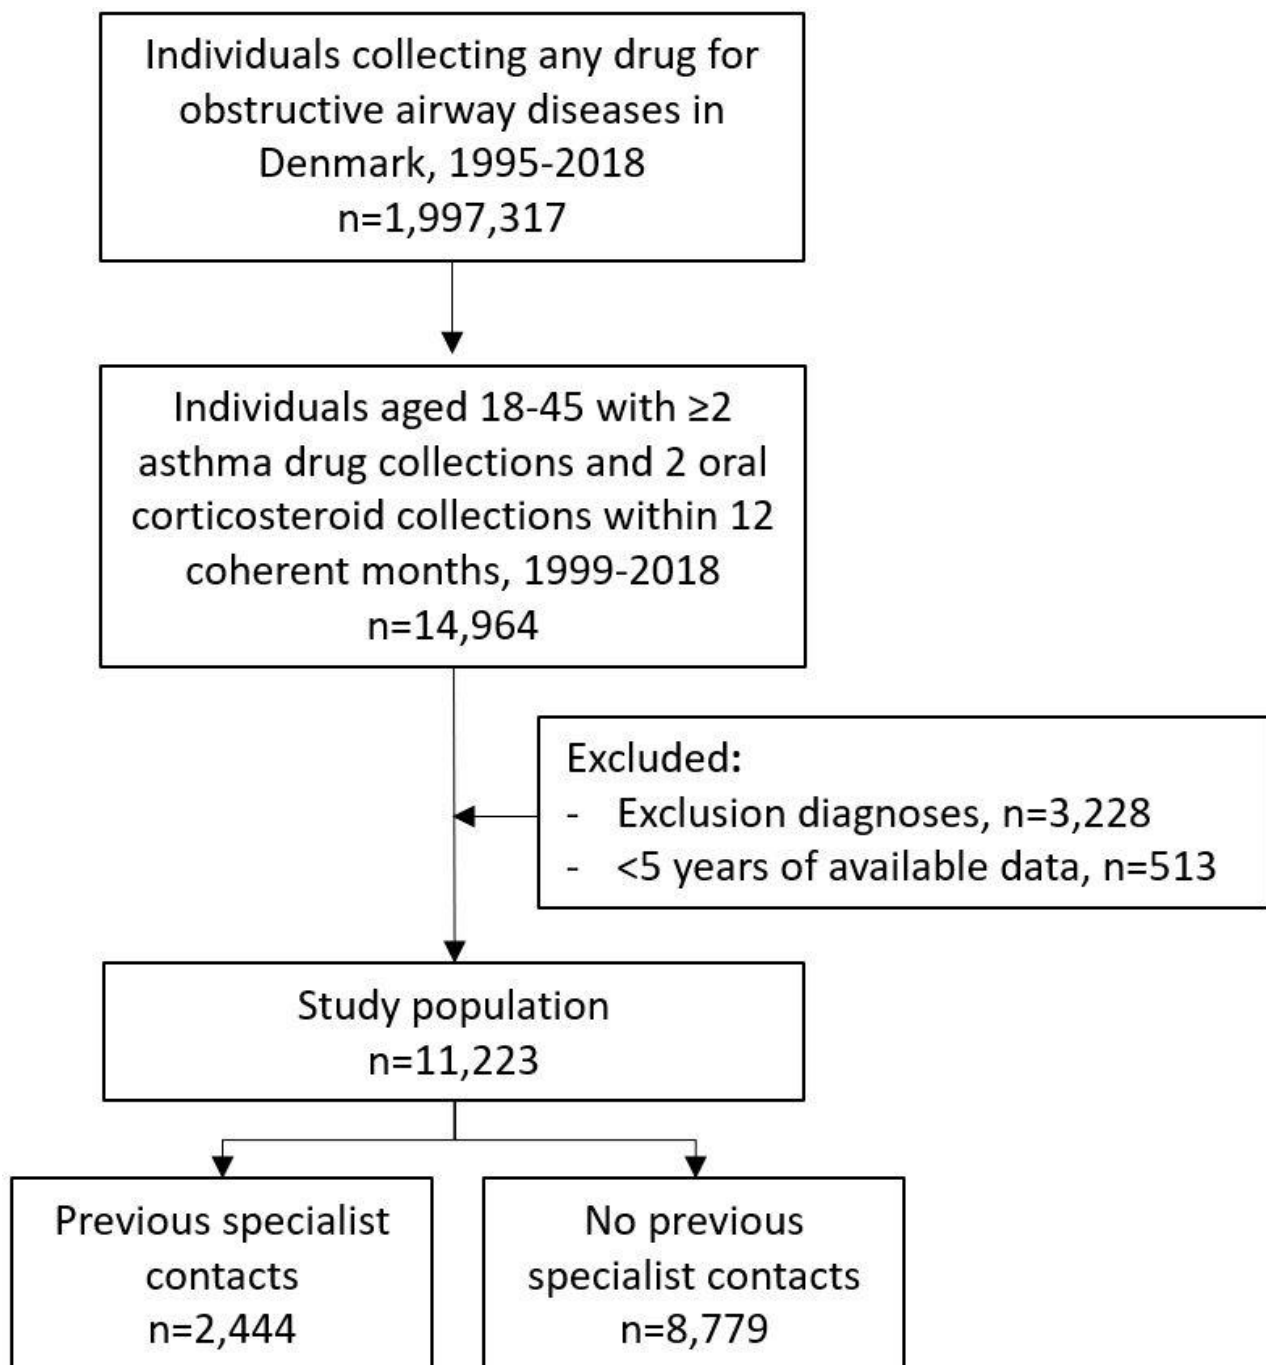 Individuals collecting any drug for
obstructive airway diseases in
Denmark, 1995-2018
n=1,997,317
Individuals aged 18-45 with ≥2
asthma drug collections and 2 oral
corticosteroid collections within 12
coherent months, 1999-2018
n=14,964
Excluded:
- Exclusion diagnoses, n=3,228
- <5 years of available data, n=513
Study population
n=11,223
Previous specialist
contacts
n=2,444
No previous
specialist contacts
n=8,779